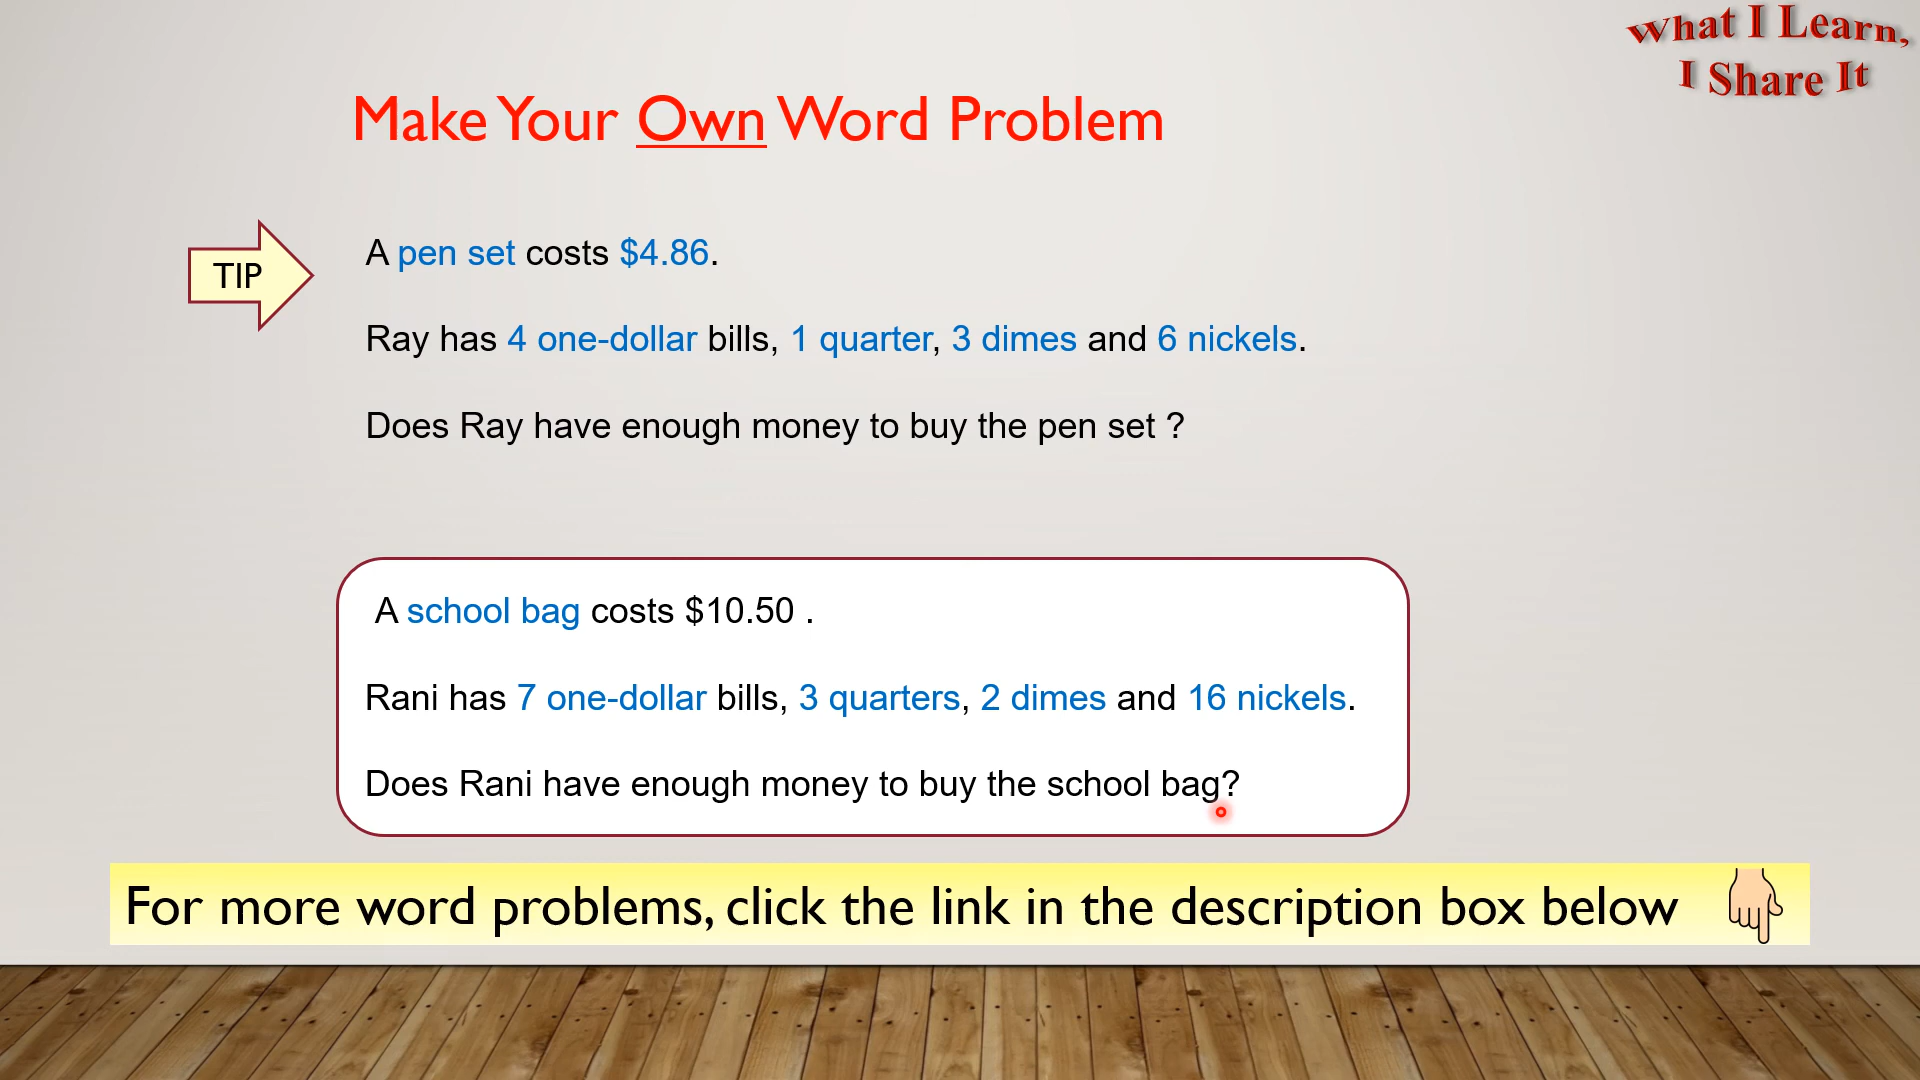 What I Learn,
I Share It
Make Your Own Word Problem
TIP
A pen set costs $4.86.
Ray has 4 one-dollar bills, 1 quarter, 3 dimes and 6 nickels.
Does Ray have enough money to buy the pen set ?
A school bag costs $10.50 .
Rani has 7 one-dollar bills, 3 quarters, 2 dimes and 16 nickels.
Does Rani have enough money to buy the school bag?
For more word problems, click the link in the description box below